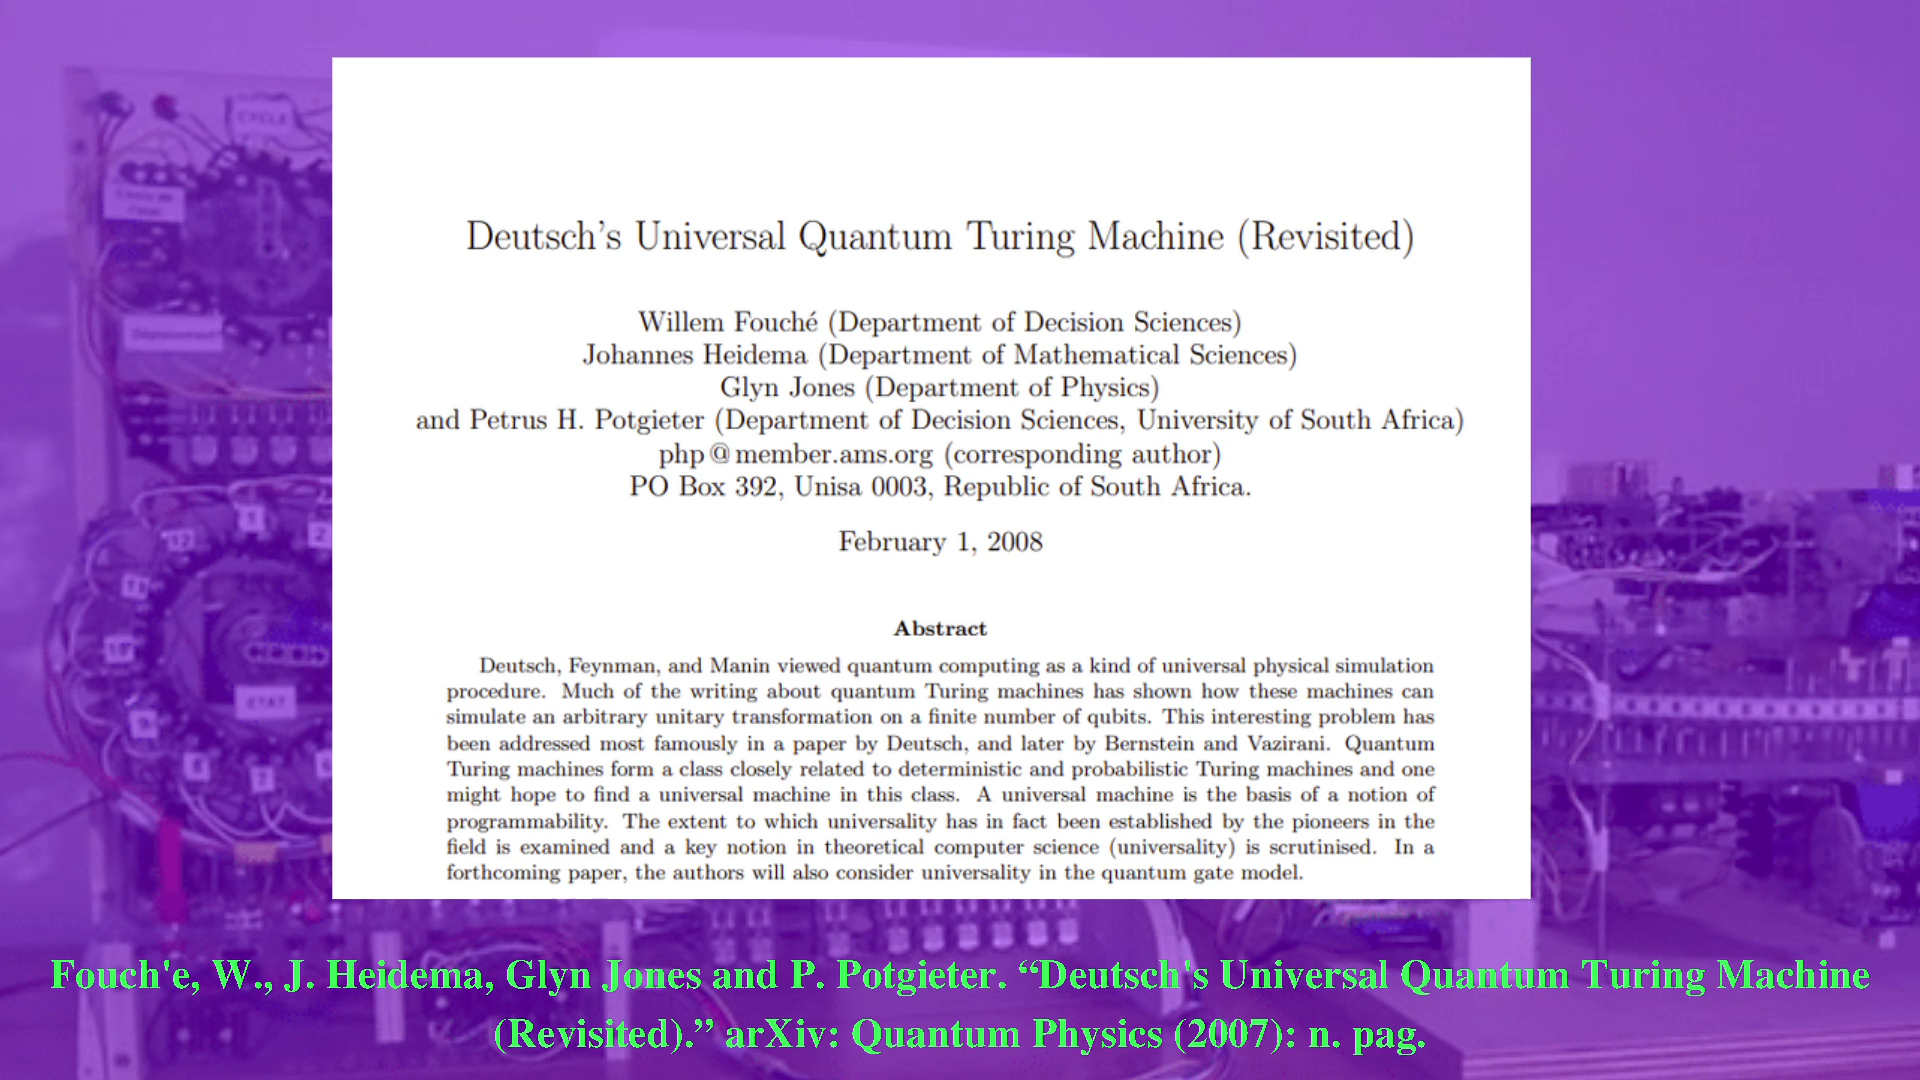 Deutsch's Universal Quantum Turing Machine (Revisited)
Willem Fouché (Department of Decision Sciences)
Johannes Heidema (Department of Mathematical Sciences)
Glyn Jones (Department of Physics)
and Petrus H. Potgieter (Department of Decision Sciences, University of South Africa)
php@member.ams.org (corresponding author)
PO Box 392, Unisa 0003, Republic of South Africa.
February 1, 2008
Abstract
Deutsch, Feynman, and Manin viewed quantum computing as a kind of universal physical simulation
procedure. Much of the writing about quantum Turing machines has shown how these machines can
simulate an arbitrary unitary transformation on a finite number of qubits. This interesting problem has
been addressed most famously in a paper by Deutsch, and later by Bernstein and Vazirani. Quantum
Turing machines form a class closely related to deterministic and probabilistic Turing machines and one
might hope to find a universal machine in this class. A universal machine is the basis of a notion of
programmability. The extent to which universality has in fact been established by the pioneers in the
field is examined and a key notion in theoretical computer science (universality) is scrutinised. In a
forthcoming paper, the authors will also consider universality in the quantum gate model.
CYCLE
1
2
12
11
10
ETAT
9
8
7
Fouch'e, W., J. Heidema, Glyn Jones and P. Potgieter. “Deutsch's Universal Quantum Turing Machine
(Revisited).” arXiv: Quantum Physics (2007): n. pag.